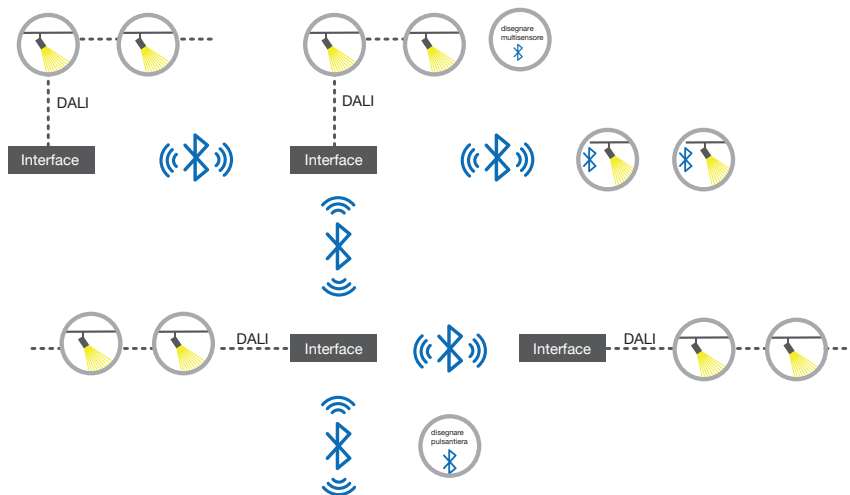 disegnare
multisensore
DALI
DALI
Interface
Interface
DALI
Interface
Interface
DALI
disegnare
pulsantiera